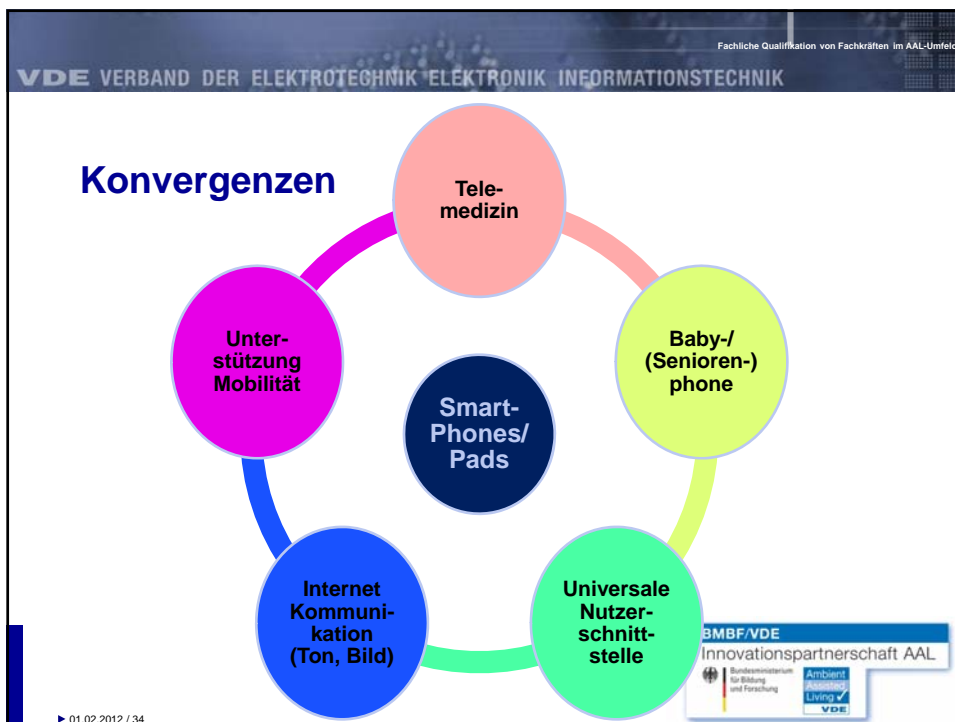 Fachliche Qualifikation von Fachkräften im AAL-Umfeld
VDE VERBAND DER ELEKTROTECHNIK ELEKTRONIK INFORMATIONSTECHNIK
Konvergenzen
Tele-
medizin
Baby-/
(Senioren-)
phone
Universale
Nutzer-
schnitt-
stelle
Internet
Kommuni-
kation
(Ton, Bild)
Unter-
stützung
Mobilität
Smart-
Phones/
Pads
BMBF/VDE
Innovationspartnerschaft AAL
Bundesministerium
für Bildung
und Forschung
Ambient
Assisted
Living ✓
VDE
► 01.02.2012 / 34